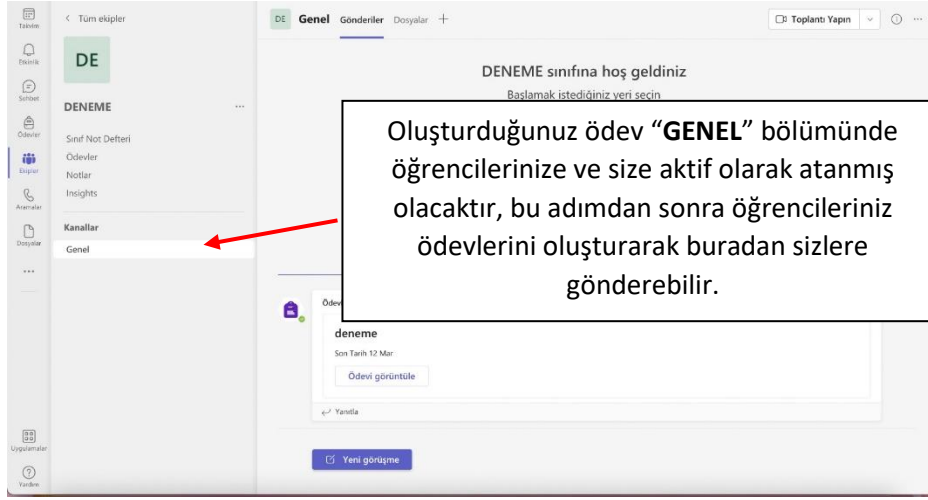 Takvim
Etkinlik
Sohbet
Ödevler
Ekipler
Aramalar
Dosyalar
Uygulamalar
Yardım
< Tüm ekipler
DE
DENEME
Sınıf Not Defteri
Ödevler
Notlar
Insights
Kanallar
Genel
DE Genel Gönderiler Dosyalar +
Toplantı Yapın
DENEME sınıfına hoş geldiniz
Başlamak istediğiniz yeri seçin
Oluşturduğunuz ödev “GENEL” bölümünde
öğrencilerinize ve size aktif olarak atanmış
olacaktır, bu adımdan sonra öğrencileriniz
ödevlerini oluşturarak buradan sizlere
gönderebilir.
deneme
Son Tarih 12 Mar
Ödevi görüntüle
Yanıtla
Yeni görüşme